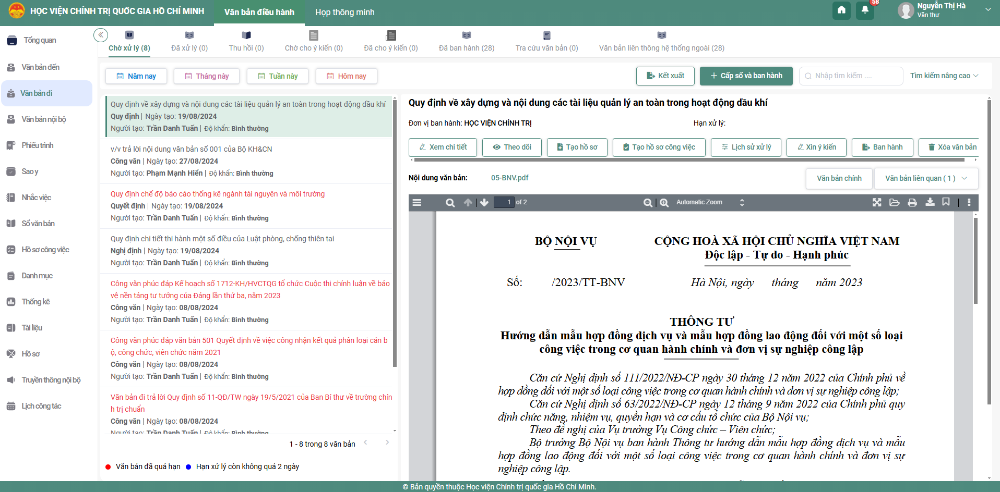 HỌC VIỆN CHÍNH TRỊ QUỐC GIA HỒ CHÍ MINH
Văn bản điều hành
Họp thông minh
58
Nguyễn Thị Hà
Văn thư
Tổng quan
Văn bản đến
Văn bản đi
Văn bản nội bộ
Phiếu trình
Sao y
Nhắc việc
Sổ văn bản
Hồ sơ công việc
Danh mục
Thống kê
Tài liệu
Hồ sơ
Truyền thông nội bộ
Lịch công tác
Chờ xử lý (8)
Đã xử lý (0)
Thu hồi (0)
Chờ cho ý kiến (0)
Đã cho ý kiến (0)
Đã ban hành (28)
Tra cứu văn bản (0)
Văn bản liên thông hệ thống ngoài (28)
Năm nay
Tháng này
Tuần này
Hôm nay
Kết xuất
Cấp số và ban hành
Nhập tìm kiếm ....
Tìm kiếm nâng cao
Quy định về xây dựng và nội dung các tài liệu quản lý an toàn trong hoạt động dầu khí
Quy định | Ngày tạo: 19/08/2024
Người tạo: Trần Danh Tuấn | Độ khẩn: Bình thường
v/v trả lời nội dung văn bản số 001 của Bộ KH&CN
Công văn | Ngày tạo: 27/08/2024
Người tạo: Phạm Mạnh Hiển | Độ khẩn: Bình thường
Quy định chế độ báo cáo thống kê ngành tài nguyên và môi trường
Quyết định | Ngày tạo: 19/08/2024
Người tạo: Trần Danh Tuấn | Độ khẩn: Bình thường
Quy định chi tiết thi hành một số điều của Luật phòng, chống thiên tai
Nghị định | Ngày tạo: 19/08/2024
Người tạo: Trần Danh Tuấn | Độ khẩn: Bình thường
Công văn phúc đáp Kế hoạch số 1712-KH/HVCTQG tổ chức Cuộc thi chính luận về bảo
vệ nền tảng tư tưởng của Đảng lần thứ ba, năm 2023
Công văn | Ngày tạo: 08/08/2024
Người tạo: Trần Danh Tuấn | Độ khẩn: Bình thường
Công văn phúc đáp văn bản 501 Quyết định về việc công nhận kết quả phân loại cán b
ộ, công chức, viên chức năm 2021
Công văn | Ngày tạo: 08/08/2024
Người tạo: Trần Danh Tuấn | Độ khẩn: Bình thường
Văn bản đi trả lời Quy định số 11-QĐ/TW ngày 19/5/2021 của Ban Bí thư về trường chín
h trị chuẩn
Công văn | Ngày tạo: 08/08/2024
Người tạo: Trần Danh Tuấn | Độ khẩn: Bình thường
1 - 8 trong 8 văn bản
Văn bản đã quá hạn
Hạn xử lý còn không quá 2 ngày
Quy định về xây dựng và nội dung các tài liệu quản lý an toàn trong hoạt động dầu khí
Đơn vị ban hành: HỌC VIỆN CHÍNH TRỊ
Hạn xử lý:
Xem chi tiết
Theo dõi
Tạo hồ sơ
Tạo hồ sơ công việc
Lịch sử xử lý
Xin ý kiến
Ban hành
Xóa văn bản
Nội dung văn bản:
05-BNV.pdf
Văn bản chính
Văn bản liên quan ( 1 )
1 of 2
Automatic Zoom
BỘ NỘI VỤ
CỘNG HOÀ XÃ HỘI CHỦ NGHĨA VIỆT NAM
Độc lập - Tự do - Hạnh phúc
Số: /2023/TT-BNV
Hà Nội, ngày tháng năm 2023
THÔNG TƯ
Hướng dẫn mẫu hợp đồng dịch vụ và mẫu hợp đồng lao động đối với một số loại
công việc trong cơ quan hành chính và đơn vị sự nghiệp công lập
Căn cứ Nghị định số 111/2022/NĐ-CP ngày 30 tháng 12 năm 2022 của Chính phủ về
hợp đồng đối với một số loại công việc trong cơ quan hành chính và đơn vị sự nghiệp công lập;
Căn cứ Nghị định số 63/2022/NĐ-CP ngày 12 tháng 9 năm 2022 của Chính phủ quy
định chức năng, nhiệm vụ, quyền hạn và cơ cấu tổ chức của Bộ Nội vụ;
Theo đề nghị của Vụ trưởng Vụ Công chức – Viên chức;
Bộ trưởng Bộ Nội vụ ban hành Thông tư hướng dẫn mẫu hợp đồng dịch vụ và mẫu
hợp đồng lao động đối với một số loại công việc trong cơ quan hành chính và đơn vị sự
nghiệp công lập.
© Bản quyền thuộc Học viện Chính trị quốc gia Hồ Chí Minh.